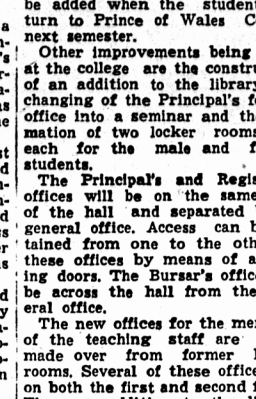 be added when the student
turn to Prince of Wales C
next semester.
Other improvements being
at the college are the constru
of an addition to the library
changing of the Principal's f
office into a seminar and th
mation of two locker rooms
each for the male and f
students.
The Principal's and Regis
offices will be on the same
of the hall and separated
general office. Access can b
tained from one to the oth
these offices by means of a
ing doors. The Bursar's offic
be across the hall from the
eral office.
The new offices for the me
of the teaching staff are
made over from former l
rooms. Several of these office
on both the first and second f